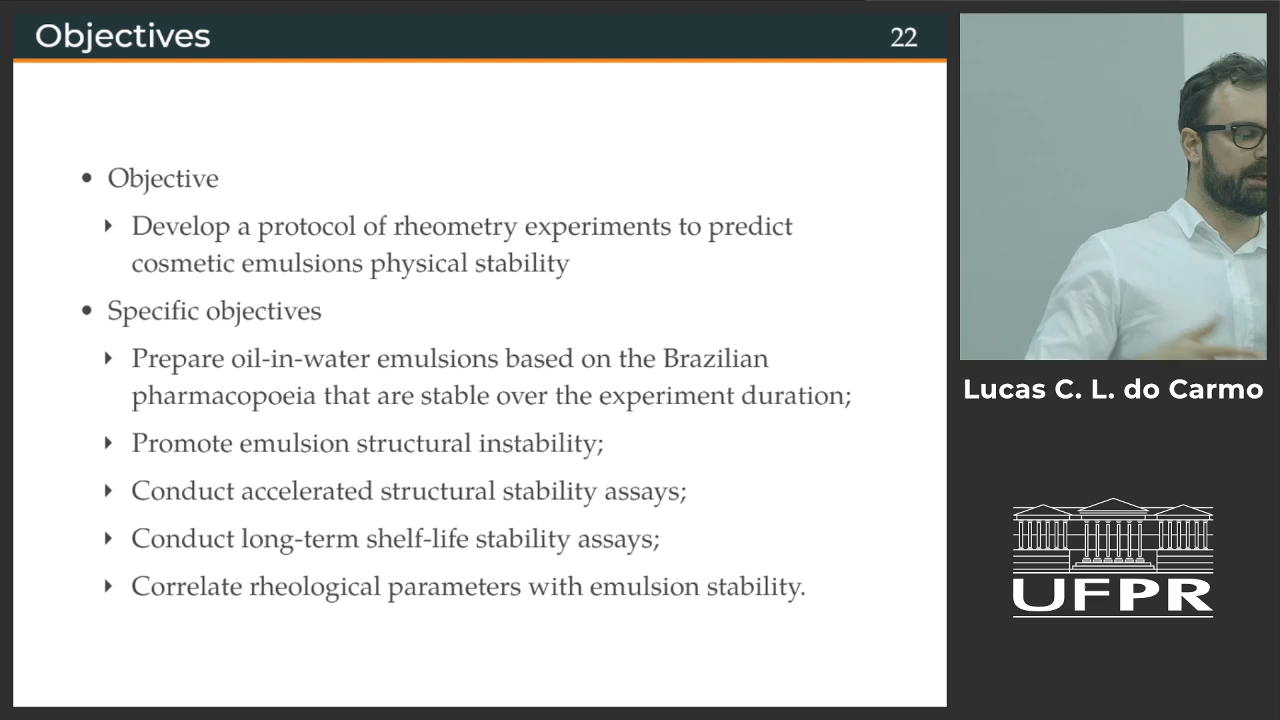 Objectives
22
• Objective
‣ Develop a protocol of rheometry experiments to predict
cosmetic emulsions physical stability
• Specific objectives
‣ Prepare oil-in-water emulsions based on the Brazilian
pharmacopoeia that are stable over the experiment duration;
‣ Promote emulsion structural instability;
‣ Conduct accelerated structural stability assays;
‣ Conduct long-term shelf-life stability assays;
‣ Correlate rheological parameters with emulsion stability.
Lucas C. L. do Carmo
UFPR